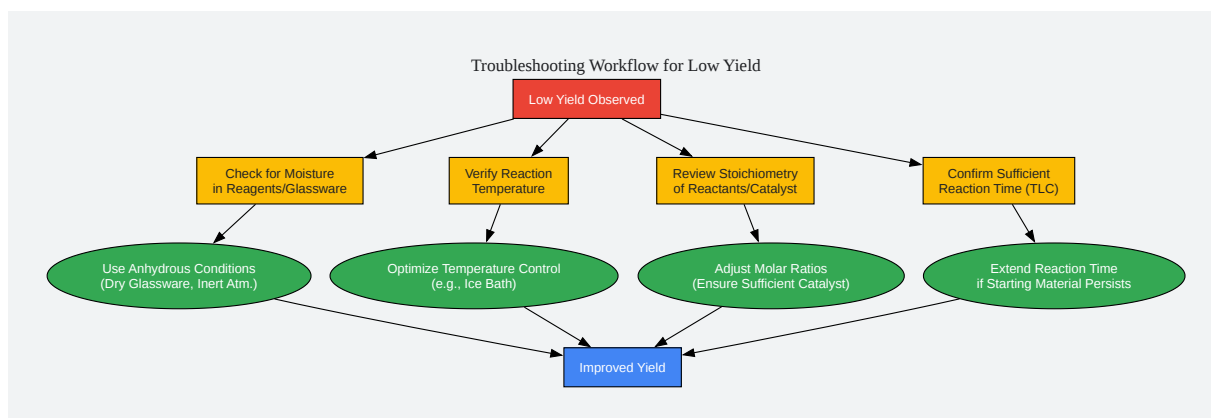 Troubleshooting Workflow for Low Yield
Low Yield Observed
Check for Moisture
in Reagents/Glassware
Verify Reaction
Temperature
Review Stoichiometry
of Reactants/Catalyst
Confirm Sufficient
Reaction Time (TLC)
Use Anhydrous Conditions
(Dry Glassware, Inert Atm.)
Optimize Temperature Control
(e.g., Ice Bath)
Adjust Molar Ratios
(Ensure Sufficient Catalyst)
Extend Reaction Time
if Starting Material Persists
Improved Yield